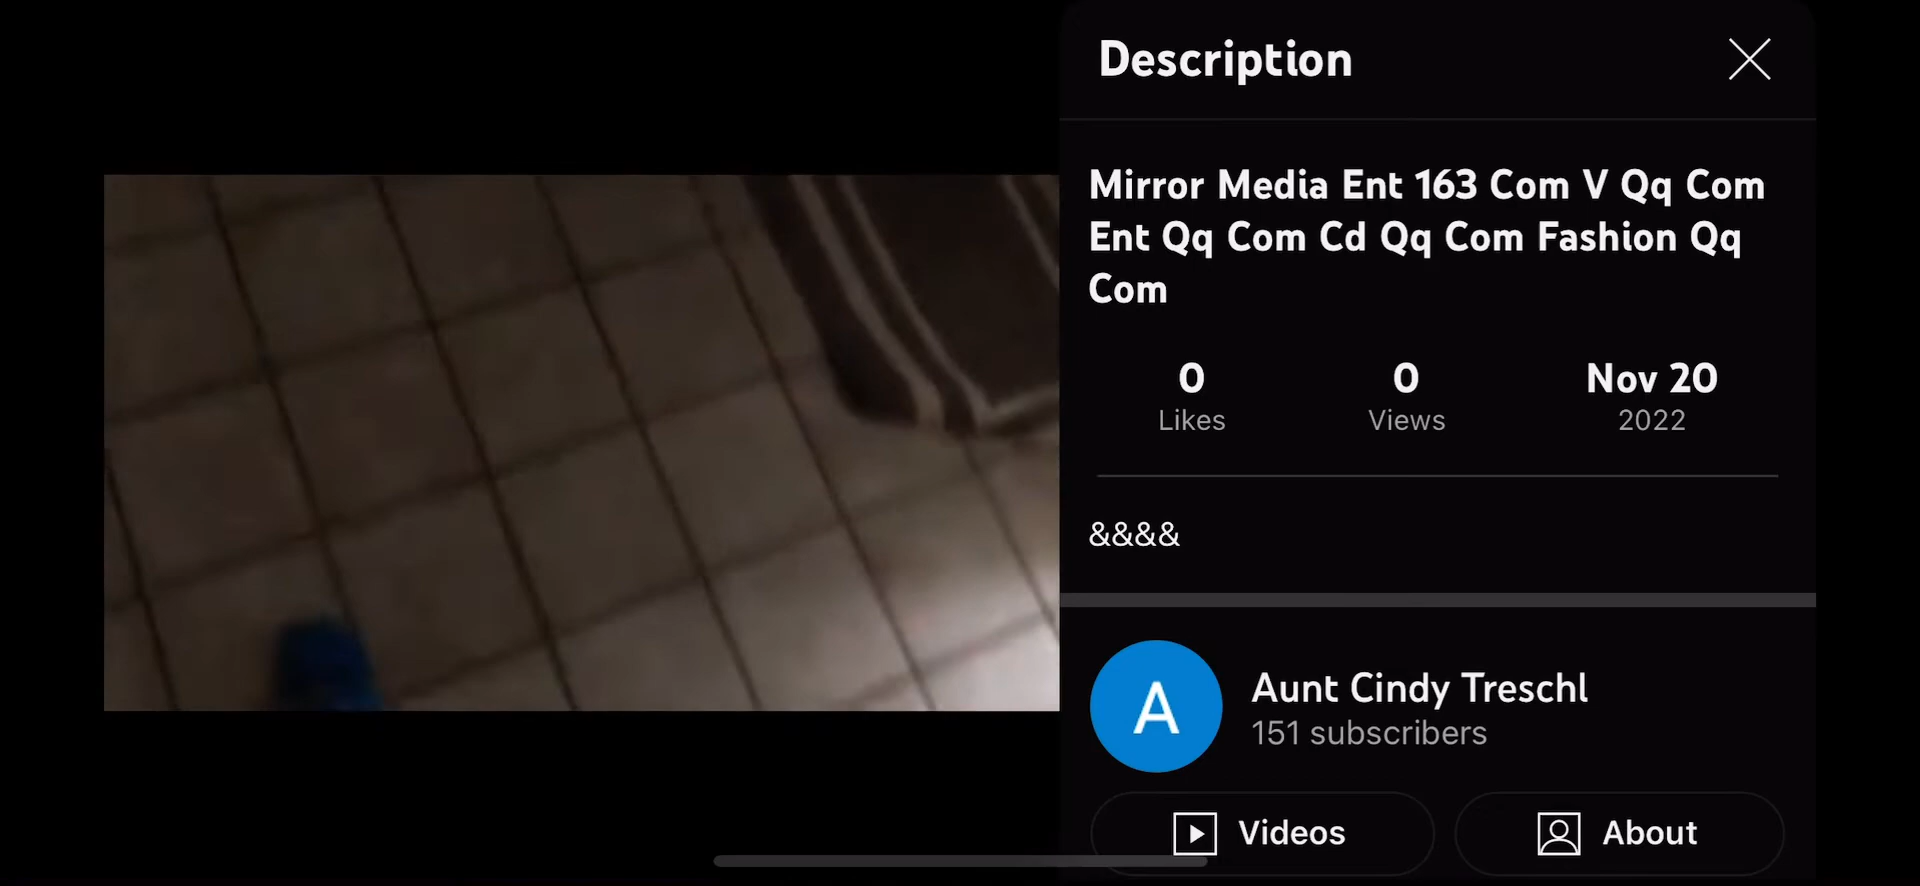 Description
Mirror Media Ent 163 Com V Qq Com
Ent Qq Com Cd Qq Com Fashion Qq
Com
0
Likes
0
Views
Nov 20
2022
&&&&
A
Aunt Cindy Treschl
151 subscribers
Videos
About